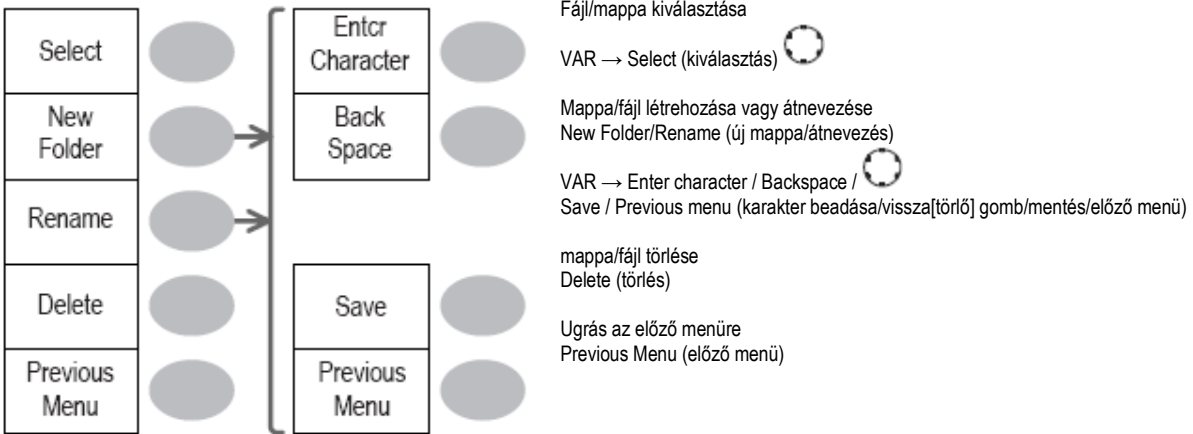 Select
New
Folder
Rename
Delete
Previous
Menu
Entcr
Character
Back
Space
Save
Previous
Menu
Fájl/mappa kiválasztása
VAR → Select (kiválasztás)
Mappa/fájl létrehozása vagy átnevezése
New Folder/Rename (új mappa/átnevezés)
VAR → Enter character / Backspace /
Save / Previous menu (karakter beadása/vissza[törlő] gomb/mentés/előző menü)
mappa/fájl törlése
Delete (törlés)
Ugrás az előző menüre
Previous Menu (előző menü)